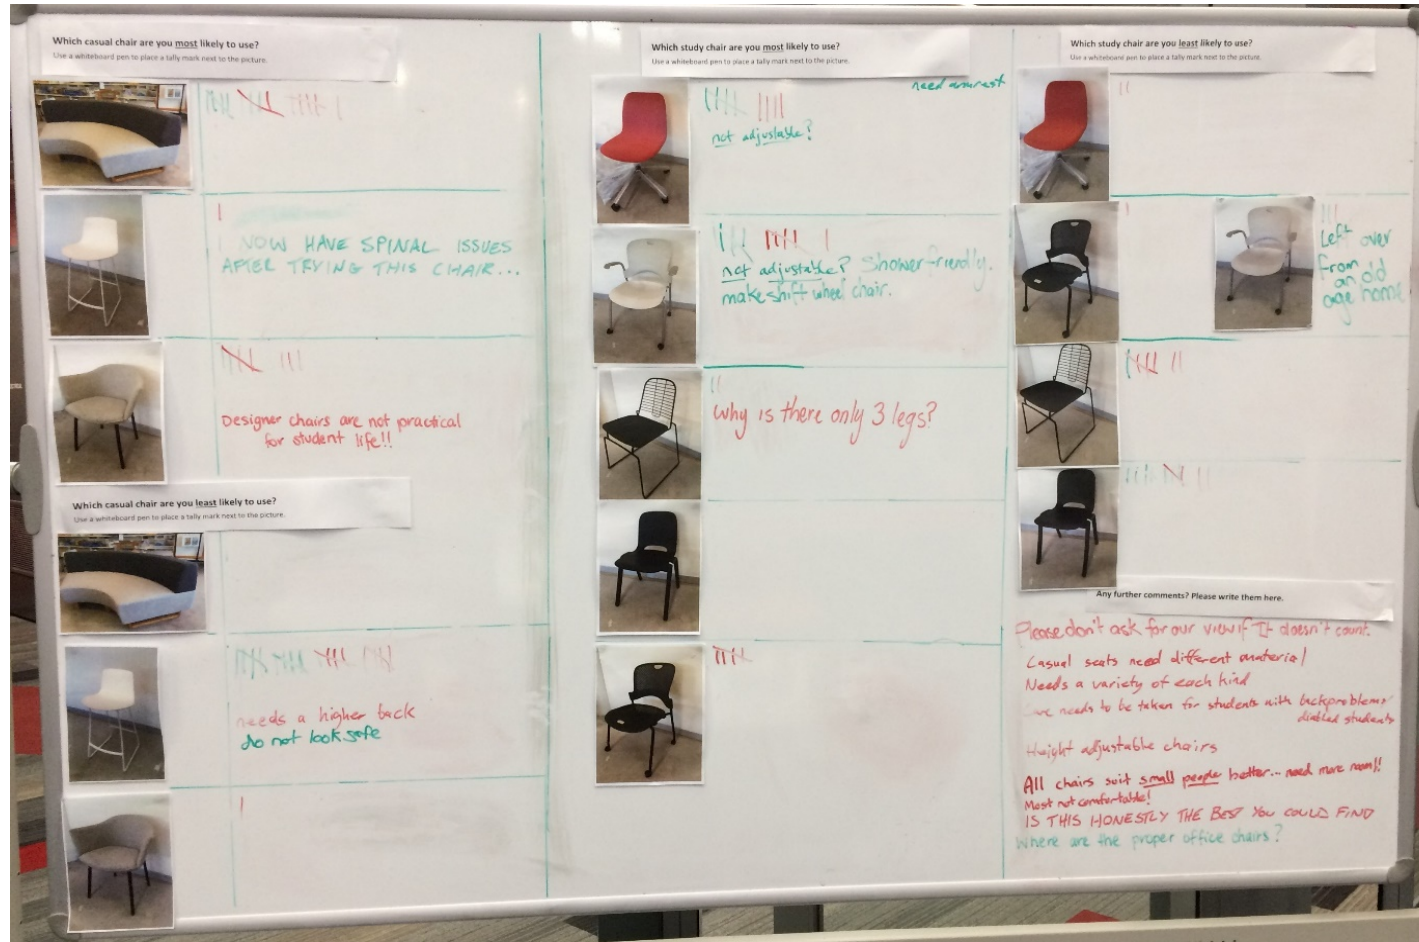 Which casual chair are you most likely to use?
Use a whiteboard pen to place a tally mark next to the picture.
I NOW HAVE SPINAL ISSUES
AFTER TRYING THIS CHAIR...
Designer chairs are not practical
for student life!!
Which casual chair are you least likely to use?
Use a whiteboard pen to place a tally mark next to the picture.
needs a higher back
do not look safe
Which study chair are you most likely to use?
Use a whiteboard pen to place a tally mark next to the picture.
need armrest
not adjustable?
not adjustable? Shower friendly.
make shift wheel chair.
Why is there only 3 legs?
Which study chair are you least likely to use?
Use a whiteboard pen to place a tally mark next to the picture.
Left over
from an old
age home
Any further comments? Please write them here.
Please don't ask for our view if It doesn't count.
Casual seats need different material
Needs a variety of each kind
needs to be taken for students with back problems/
disabled students
Height adjustable chairs
All chairs suit small people better... need more room!!
Most not comfortable!
IS THIS HONESTLY THE BEST YOU COULD FIND
Where are the proper office chairs?